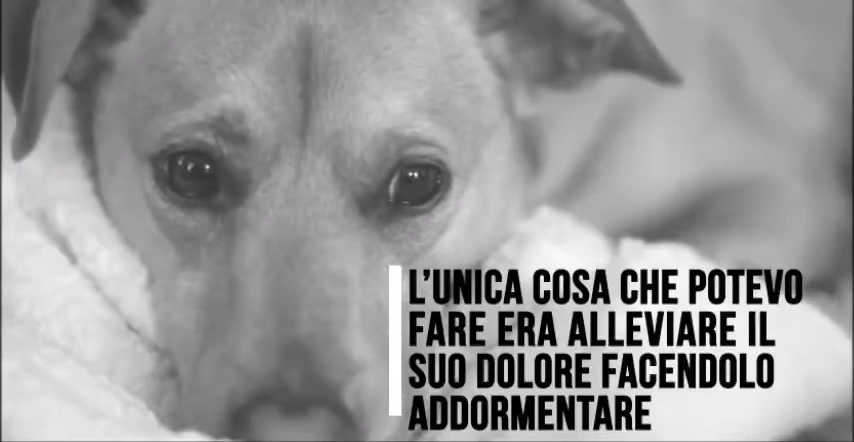 L'UNICA COSA CHE POTEVO
FARE ERA ALLEVIARE IL
SUO DOLORE FACENDOLO
ADDORMENTARE